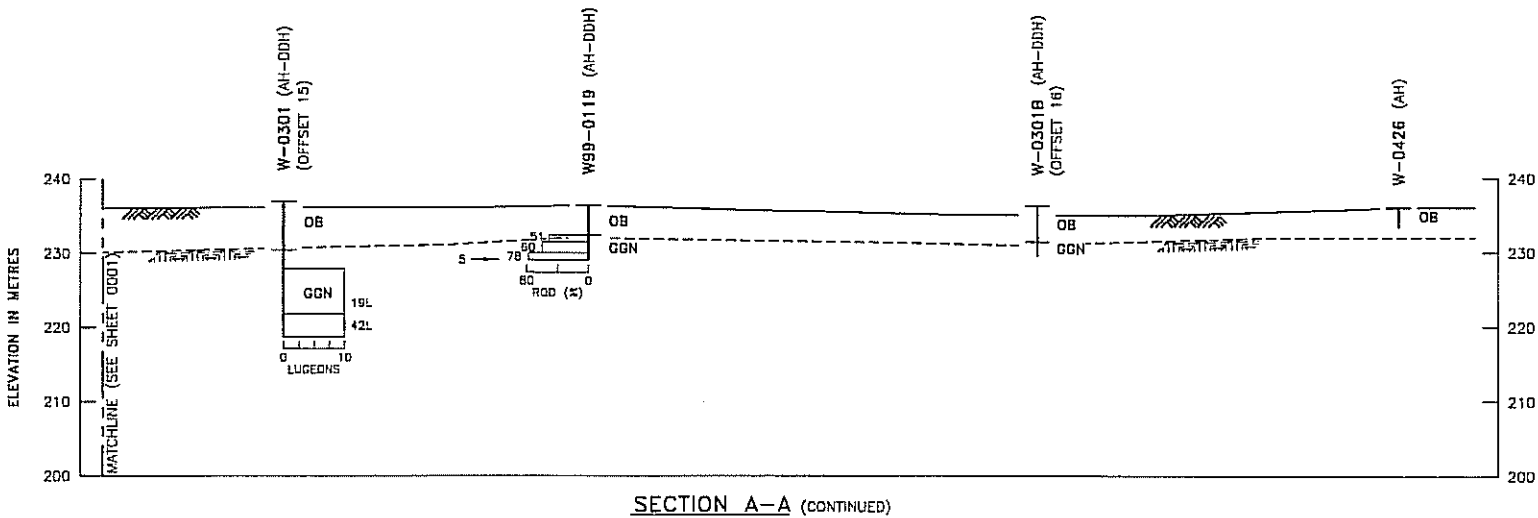 W-0301 (AH-DDH)
(OFFSET 15)
W99-0119 (AH-DDH)
W-0301B (AH-DDH)
(OFFSET 16)
W-0426 (AH)
ELEVATION IN METRES
240
230
220
210
200
MATCHLINE (SEE SHEET 0001)
OB
GGN
19L
42L
0 10
LUGEONS
OB
GGN
51
60
78
5
80 0
RQD (%)
OB
GGN
OB
240
230
220
210
200
SECTION A-A (CONTINUED)